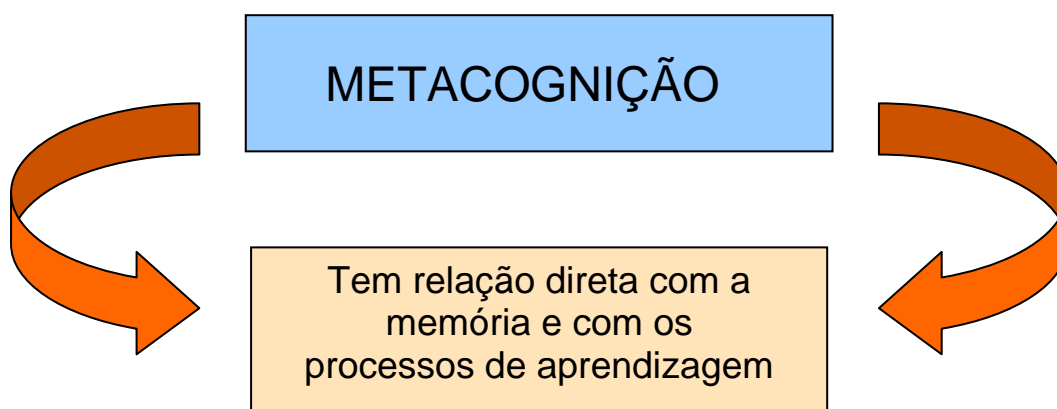 METACOGNIÇÃO
Tem relação direta com a
memória e com os
processos de aprendizagem